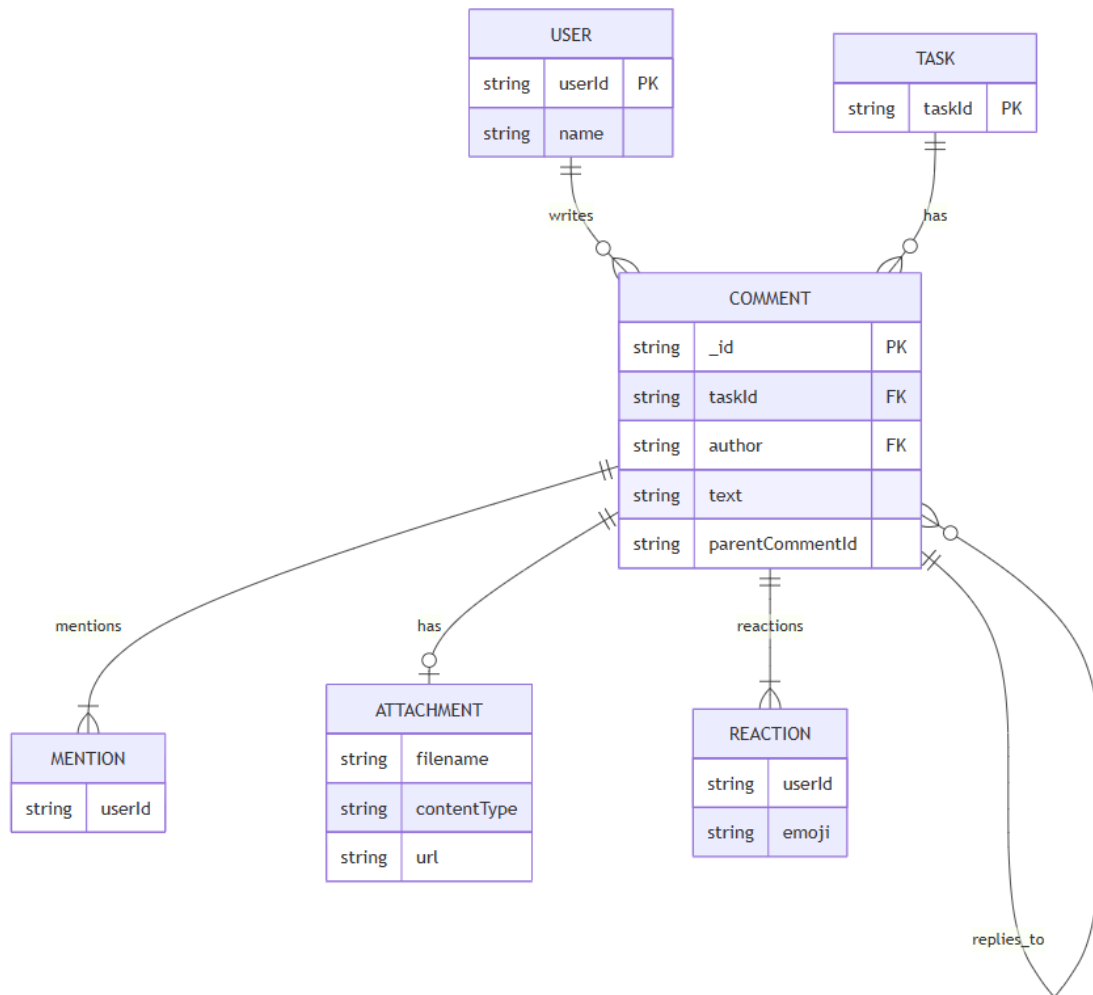 USER
string userId PK
string name
TASK
string taskId PK
writes
has
COMMENT
string _id PK
string taskId FK
string author FK
string text
string parentCommentId
mentions
has
reactions
MENTION
string userId
ATTACHMENT
string filename
string contentType
string url
REACTION
string userId
string emoji
replies_to